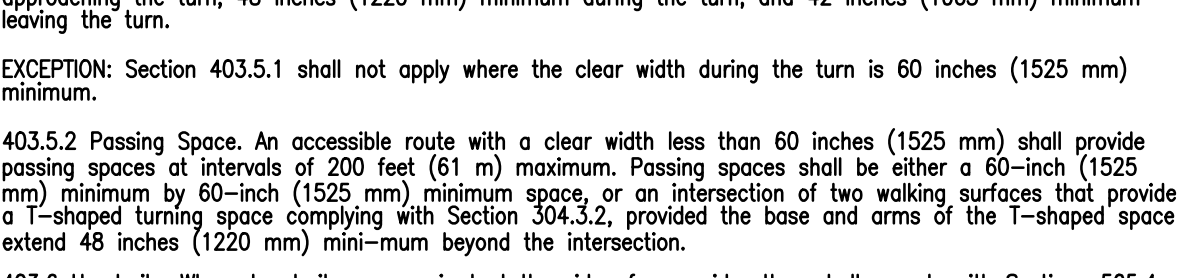 approaching the turn, 48 inches (1220 mm) minimum during the turn, and 42 inches (1065 mm) minimum
leaving the turn.
EXCEPTION: Section 403.5.1 shall not apply where the clear width during the turn is 60 inches (1525 mm)
minimum.
403.5.2 Passing Space. An accessible route with a clear width less than 60 inches (1525 mm) shall provide
passing spaces at intervals of 200 feet (61 m) maximum. Passing spaces shall be either a 60-inch (1525
mm) minimum by 60-inch (1525 mm) minimum space, or an intersection of two walking surfaces that provide
a T-shaped turning space complying with Section 304.3.2, provided the base and arms of the T-shaped space
extend 48 inches (1220 mm) mini-mum beyond the intersection.